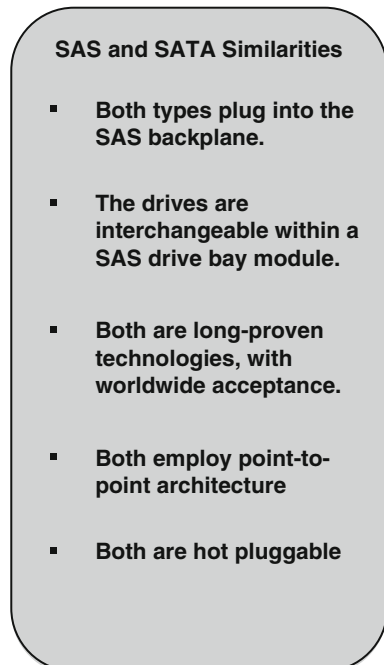 SAS and SATA Similarities
▪ Both types plug into the
SAS backplane.
▪ The drives are
interchangeable within a
SAS drive bay module.
▪ Both are long-proven
technologies, with
worldwide acceptance.
▪ Both employ point-to-
point architecture
▪ Both are hot pluggable